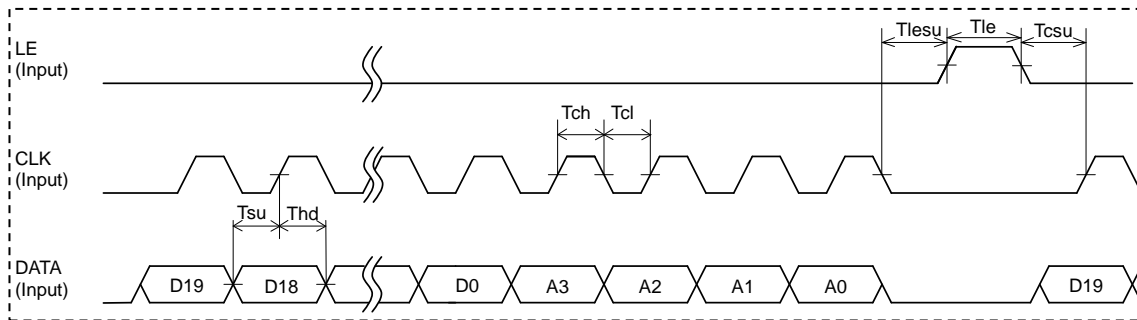 Tlesu Tle Tcsu
LE
(Input)
Tch Tcl
CLK
(Input)
Tsu Thd
DATA
(Input)
D19 D18 D0 A3 A2 A1 A0 D19